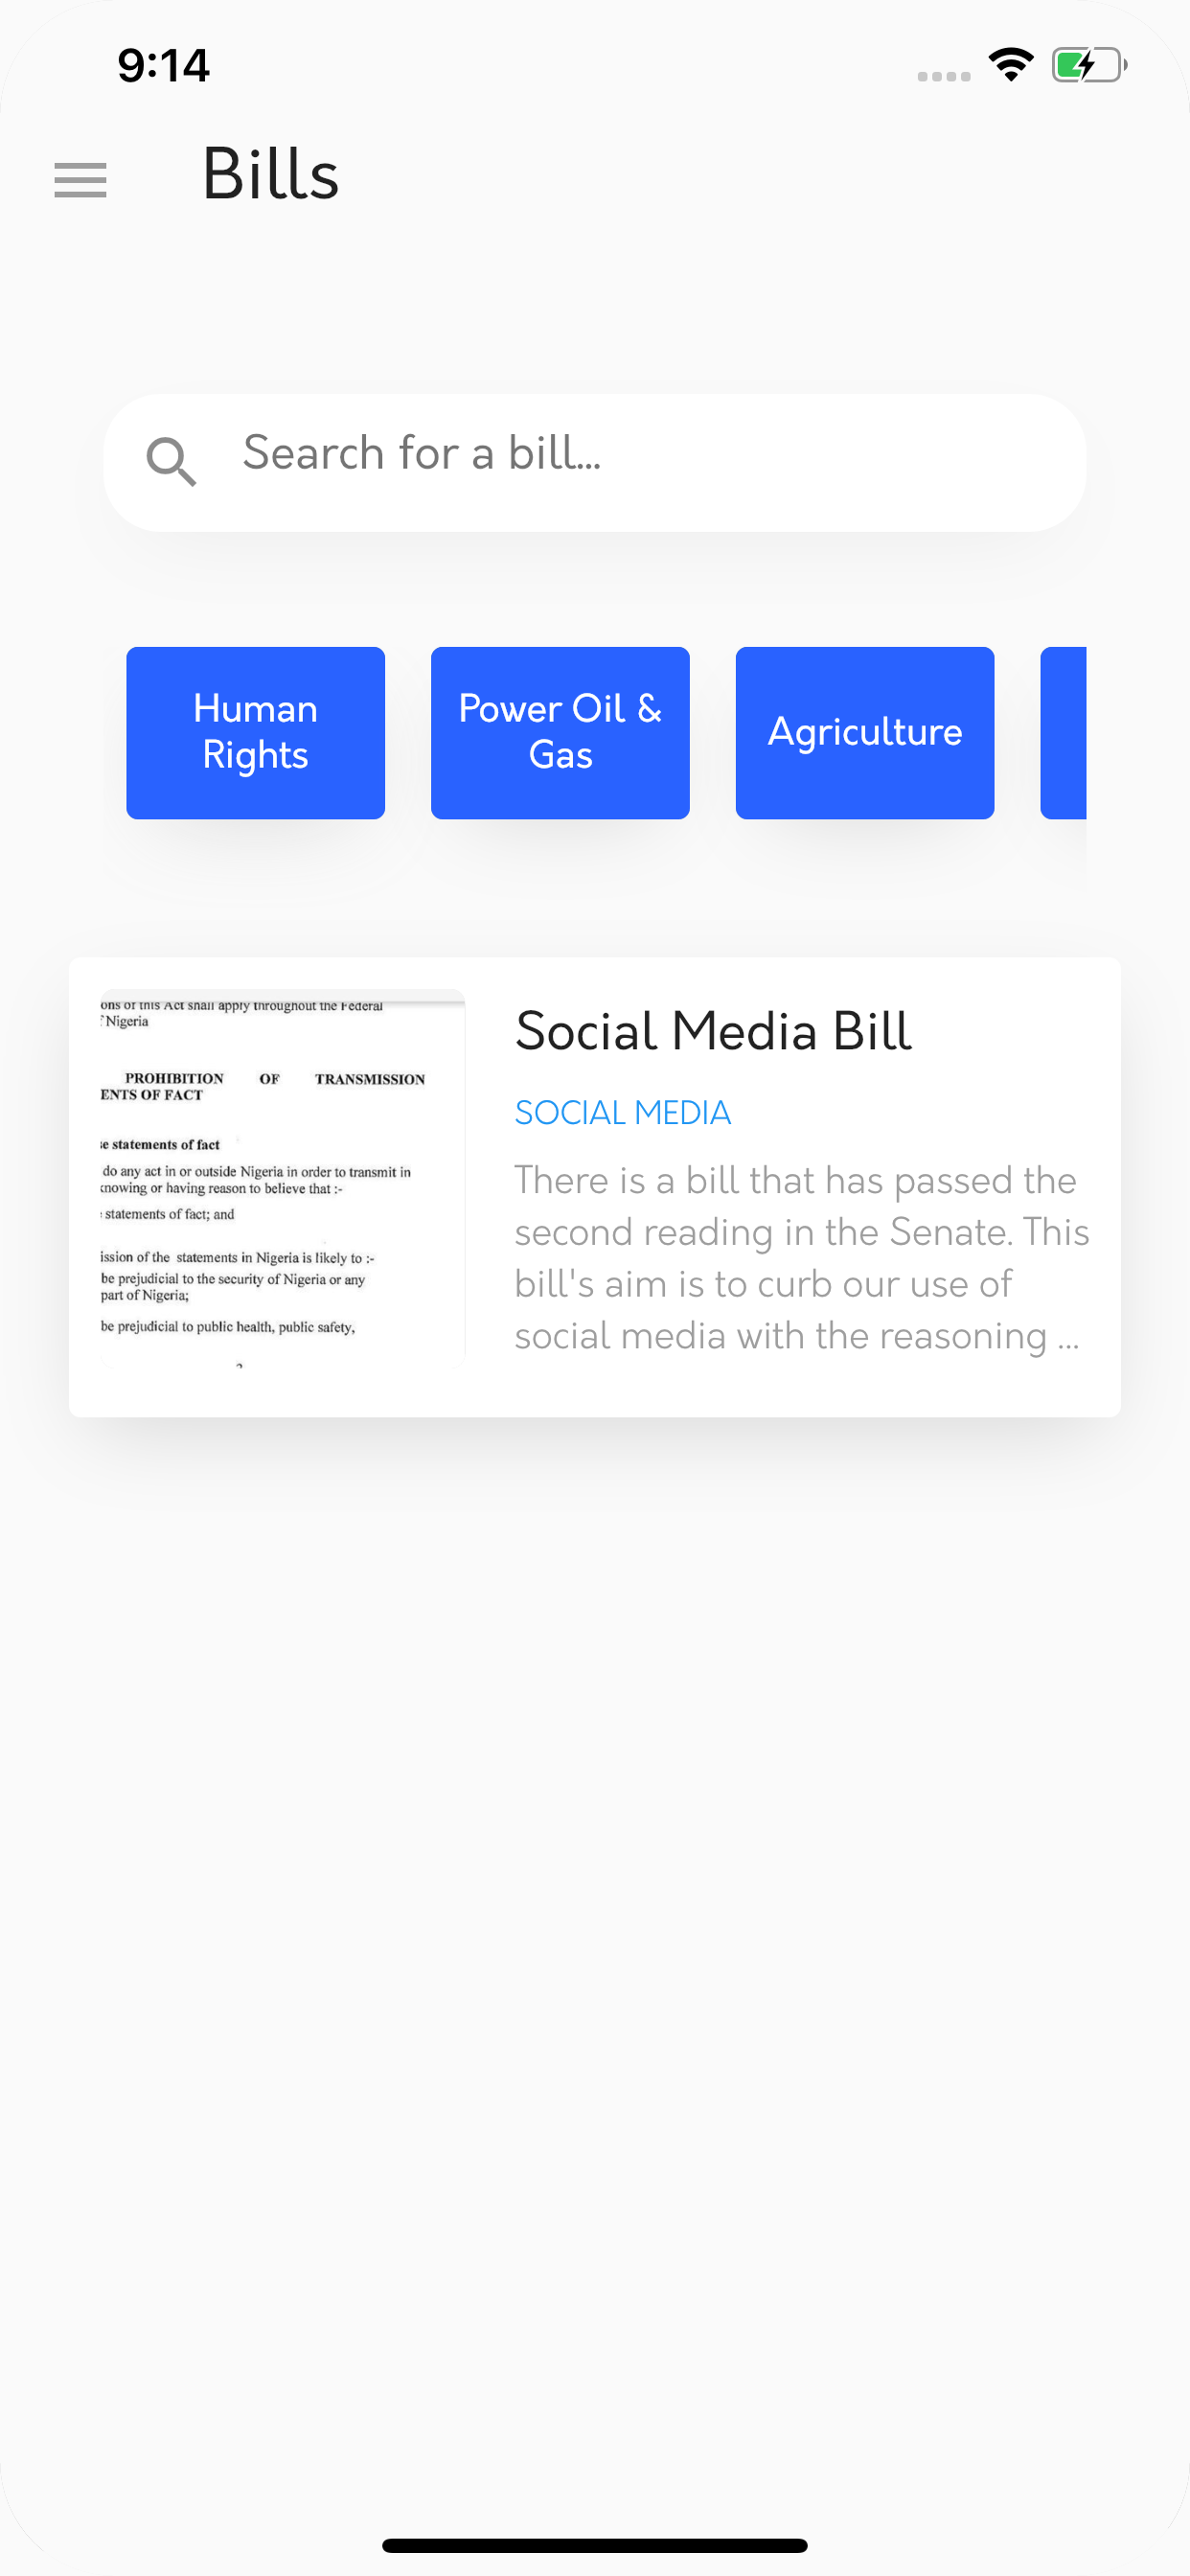 9:14
Bills
Search for a bill...
Human
Rights
Power Oil &
Gas
Agriculture
ons of this Act shall apply throughout the Federal
Nigeria
PROHIBITION OF TRANSMISSION
ENTS OF FACT
e statements of fact
do any act in or outside Nigeria in order to transmit in
knowing or having reason to believe that :-
statements of fact; and
ission of the statements in Nigeria is likely to :-
be prejudicial to the security of Nigeria or any
part of Nigeria;
be prejudicial to public health, public safety,
Social Media Bill
SOCIAL MEDIA
There is a bill that has passed the
second reading in the Senate. This
bill's aim is to curb our use of
social media with the reasoning ...